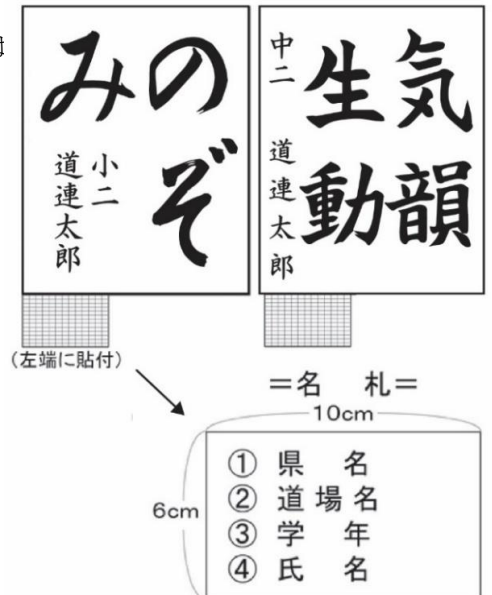 のぞ
み
小二
道連太郎
気韻
生動
中二 道連太郎
(左端に貼付)
＝名 札＝
10cm
6cm
① 県 名
② 道場名
③ 学 年
④ 氏 名